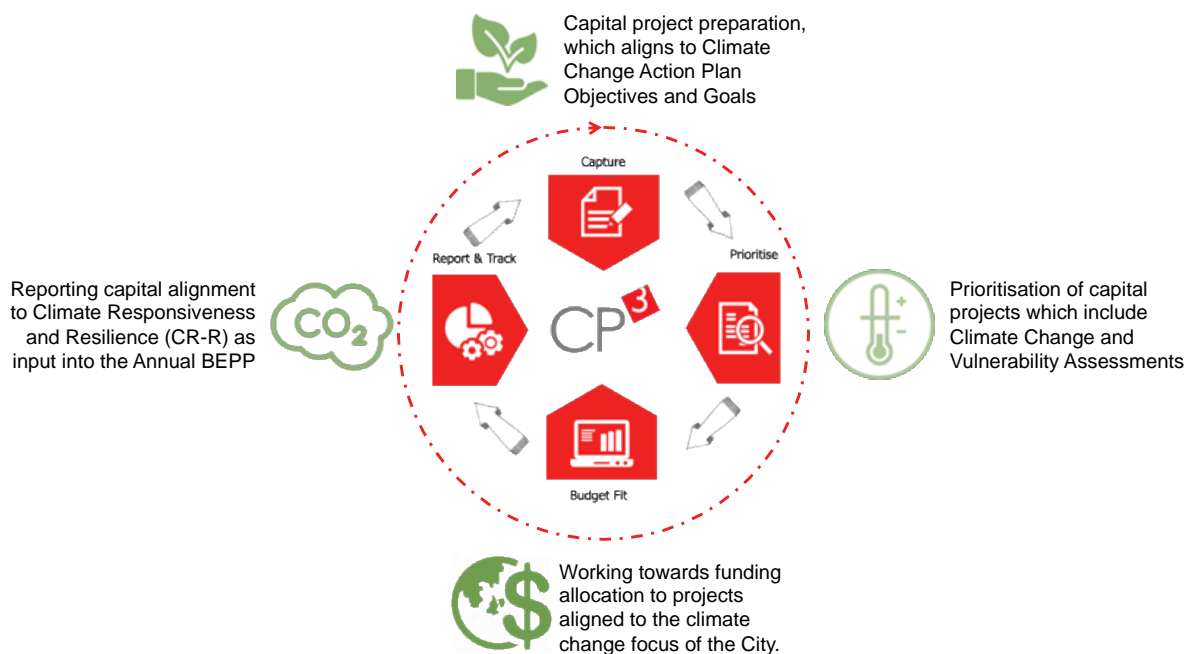 Capital project preparation,
which aligns to Climate
Change Action Plan
Objectives and Goals
Capture
Report & Track
Prioritise
CP3
Reporting capital alignment
to Climate Responsiveness
and Resilience (CR-R) as
input into the Annual BEPP
CO2
+
-
Prioritisation of capital
projects which include
Climate Change and
Vulnerability Assessments
Budget Fit
$
Working towards funding
allocation to projects
aligned to the climate
change focus of the City.